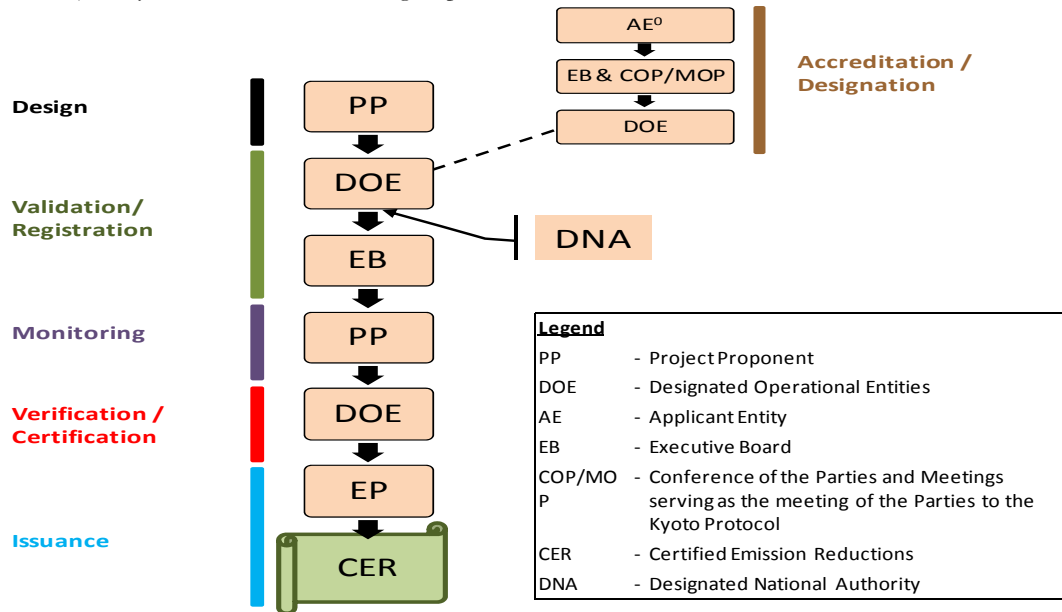 AE⁰
EB & COP/MOP
DOE
Accreditation /
Designation
Design
PP
DOE
Validation/
Registration
EB
DNA
Monitoring
PP
Verification /
Certification
DOE
EP
Issuance
CER
Legend
PP - Project Proponent
DOE - Designated Operational Entities
AE - Applicant Entity
EB - Executive Board
COP/MO - Conference of the Parties and Meetings
P serving as the meeting of the Parties to the
Kyoto Protocol
CER - Certified Emission Reductions
DNA - Designated National Authority